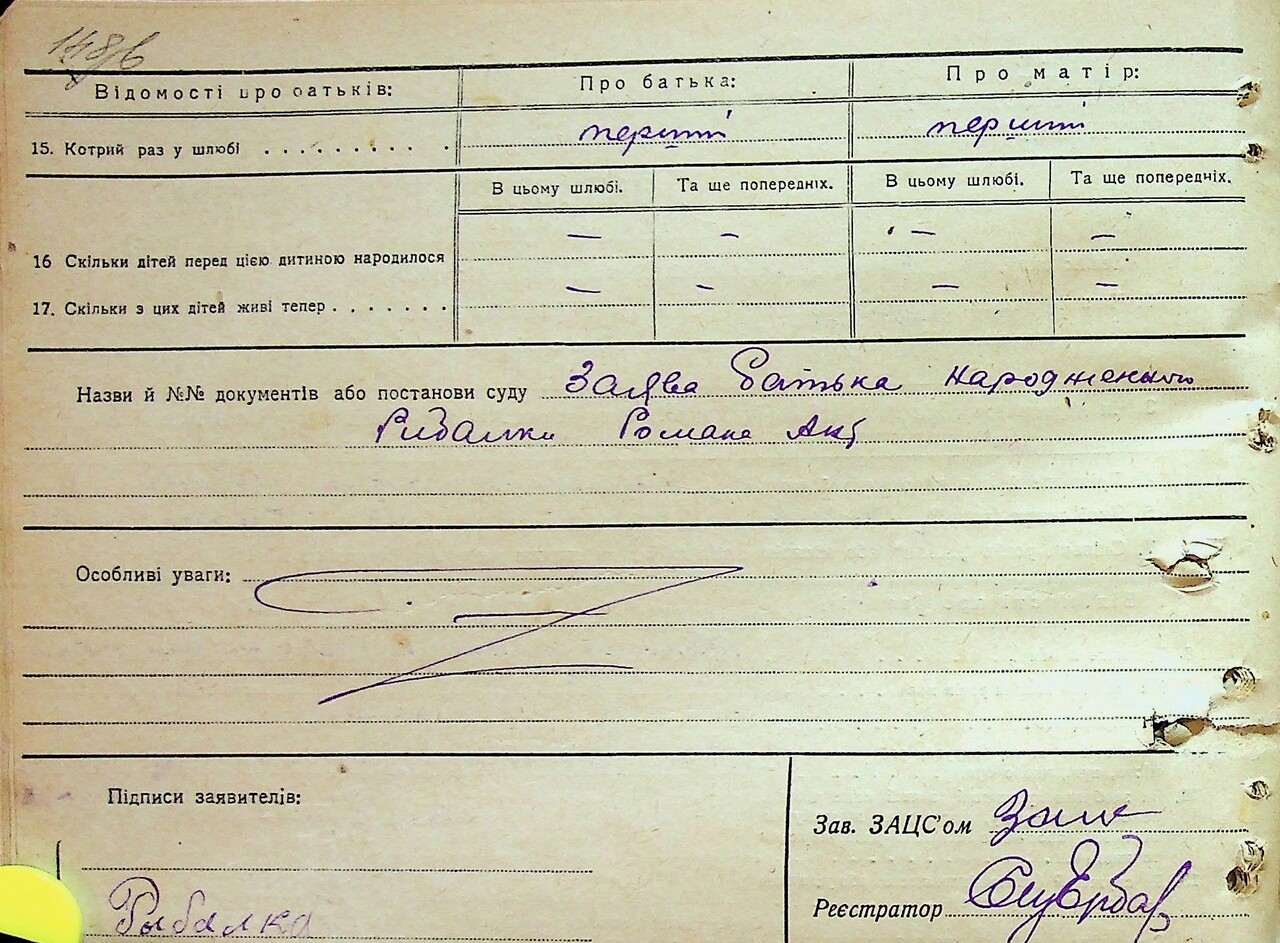 148/б
Відомості про батьків: Про батька: Про матір:
15. Котрий раз у шлюбі . . . . . . . . . . перший перший
В цьому шлюбі. Та ще попередніх. В цьому шлюбі. Та ще попередніх.
16 Скільки дітей перед цією дитиною народилося — — — —
17. Скільки з цих дітей живі тепер . . . . . . . — — — —
Назви й №№ документів або постанови суду Заява батька народженого
Рибалки Романа
Особливі уваги:
Підписи заявителів:
Зав. ЗАЦС'ом
Рыбалка
Реєстратор